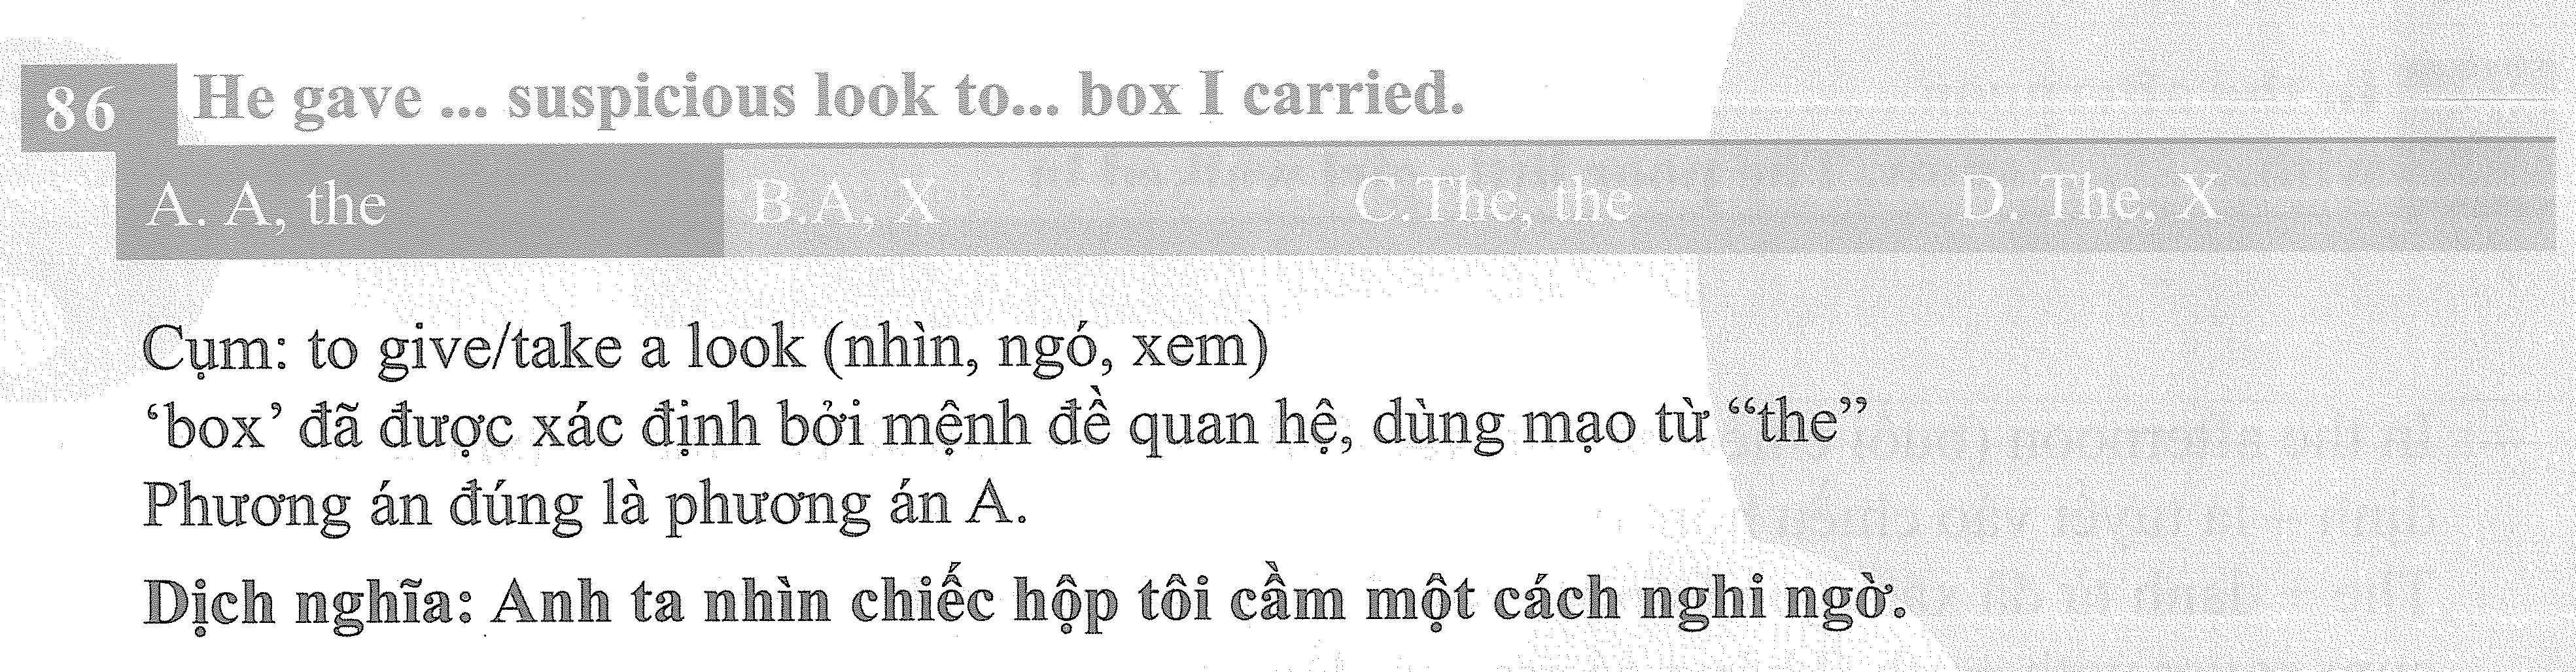 86 He gave ... suspicious look to... box I carried.
A. A, the B.A, X C.The, the D. The, X
Cụm: to give/take a look (nhìn, ngó, xem)
‘box’ đã được xác định bởi mệnh đề quan hệ, dùng mạo từ “the”
Phương án đúng là phương án A.
Dịch nghĩa: Anh ta nhìn chiếc hộp tôi cầm một cách nghi ngờ.